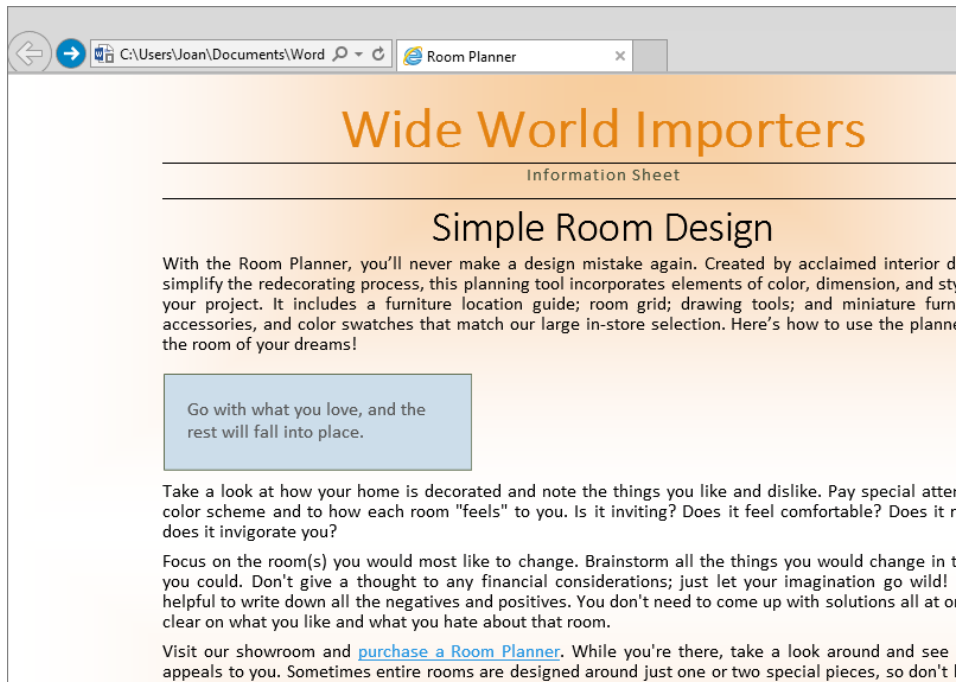 C:\Users\Joan\Documents\Word
Room Planner
Wide World Importers
Information Sheet
Simple Room Design
With the Room Planner, you’ll never make a design mistake again. Created by acclaimed interior
simplify the redecorating process, this planning tool incorporates elements of color, dimension, and
your project. It includes a furniture location guide; room grid; drawing tools; and miniature
accessories, and color swatches that match our large in-store selection. Here’s how to use the
the room of your dreams!
Go with what you love, and the
rest will fall into place.
Take a look at how your home is decorated and note the things you like and dislike. Pay special
color scheme and to how each room "feels" to you. Is it inviting? Does it feel comfortable? Does it
does it invigorate you?
Focus on the room(s) you would most like to change. Brainstorm all the things you would change in
you could. Don't give a thought to any financial considerations; just let your imagination go wild!
helpful to write down all the negatives and positives. You don't need to come up with solutions all at
clear on what you like and what you hate about that room.
Visit our showroom and purchase a Room Planner. While you're there, take a look around and see
appeals to you. Sometimes entire rooms are designed around just one or two special pieces, so don't